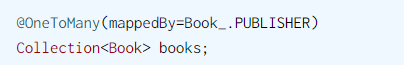 @OneToMany(mappedBy=Book_.PUBLISHER)
Collection<Book> books;